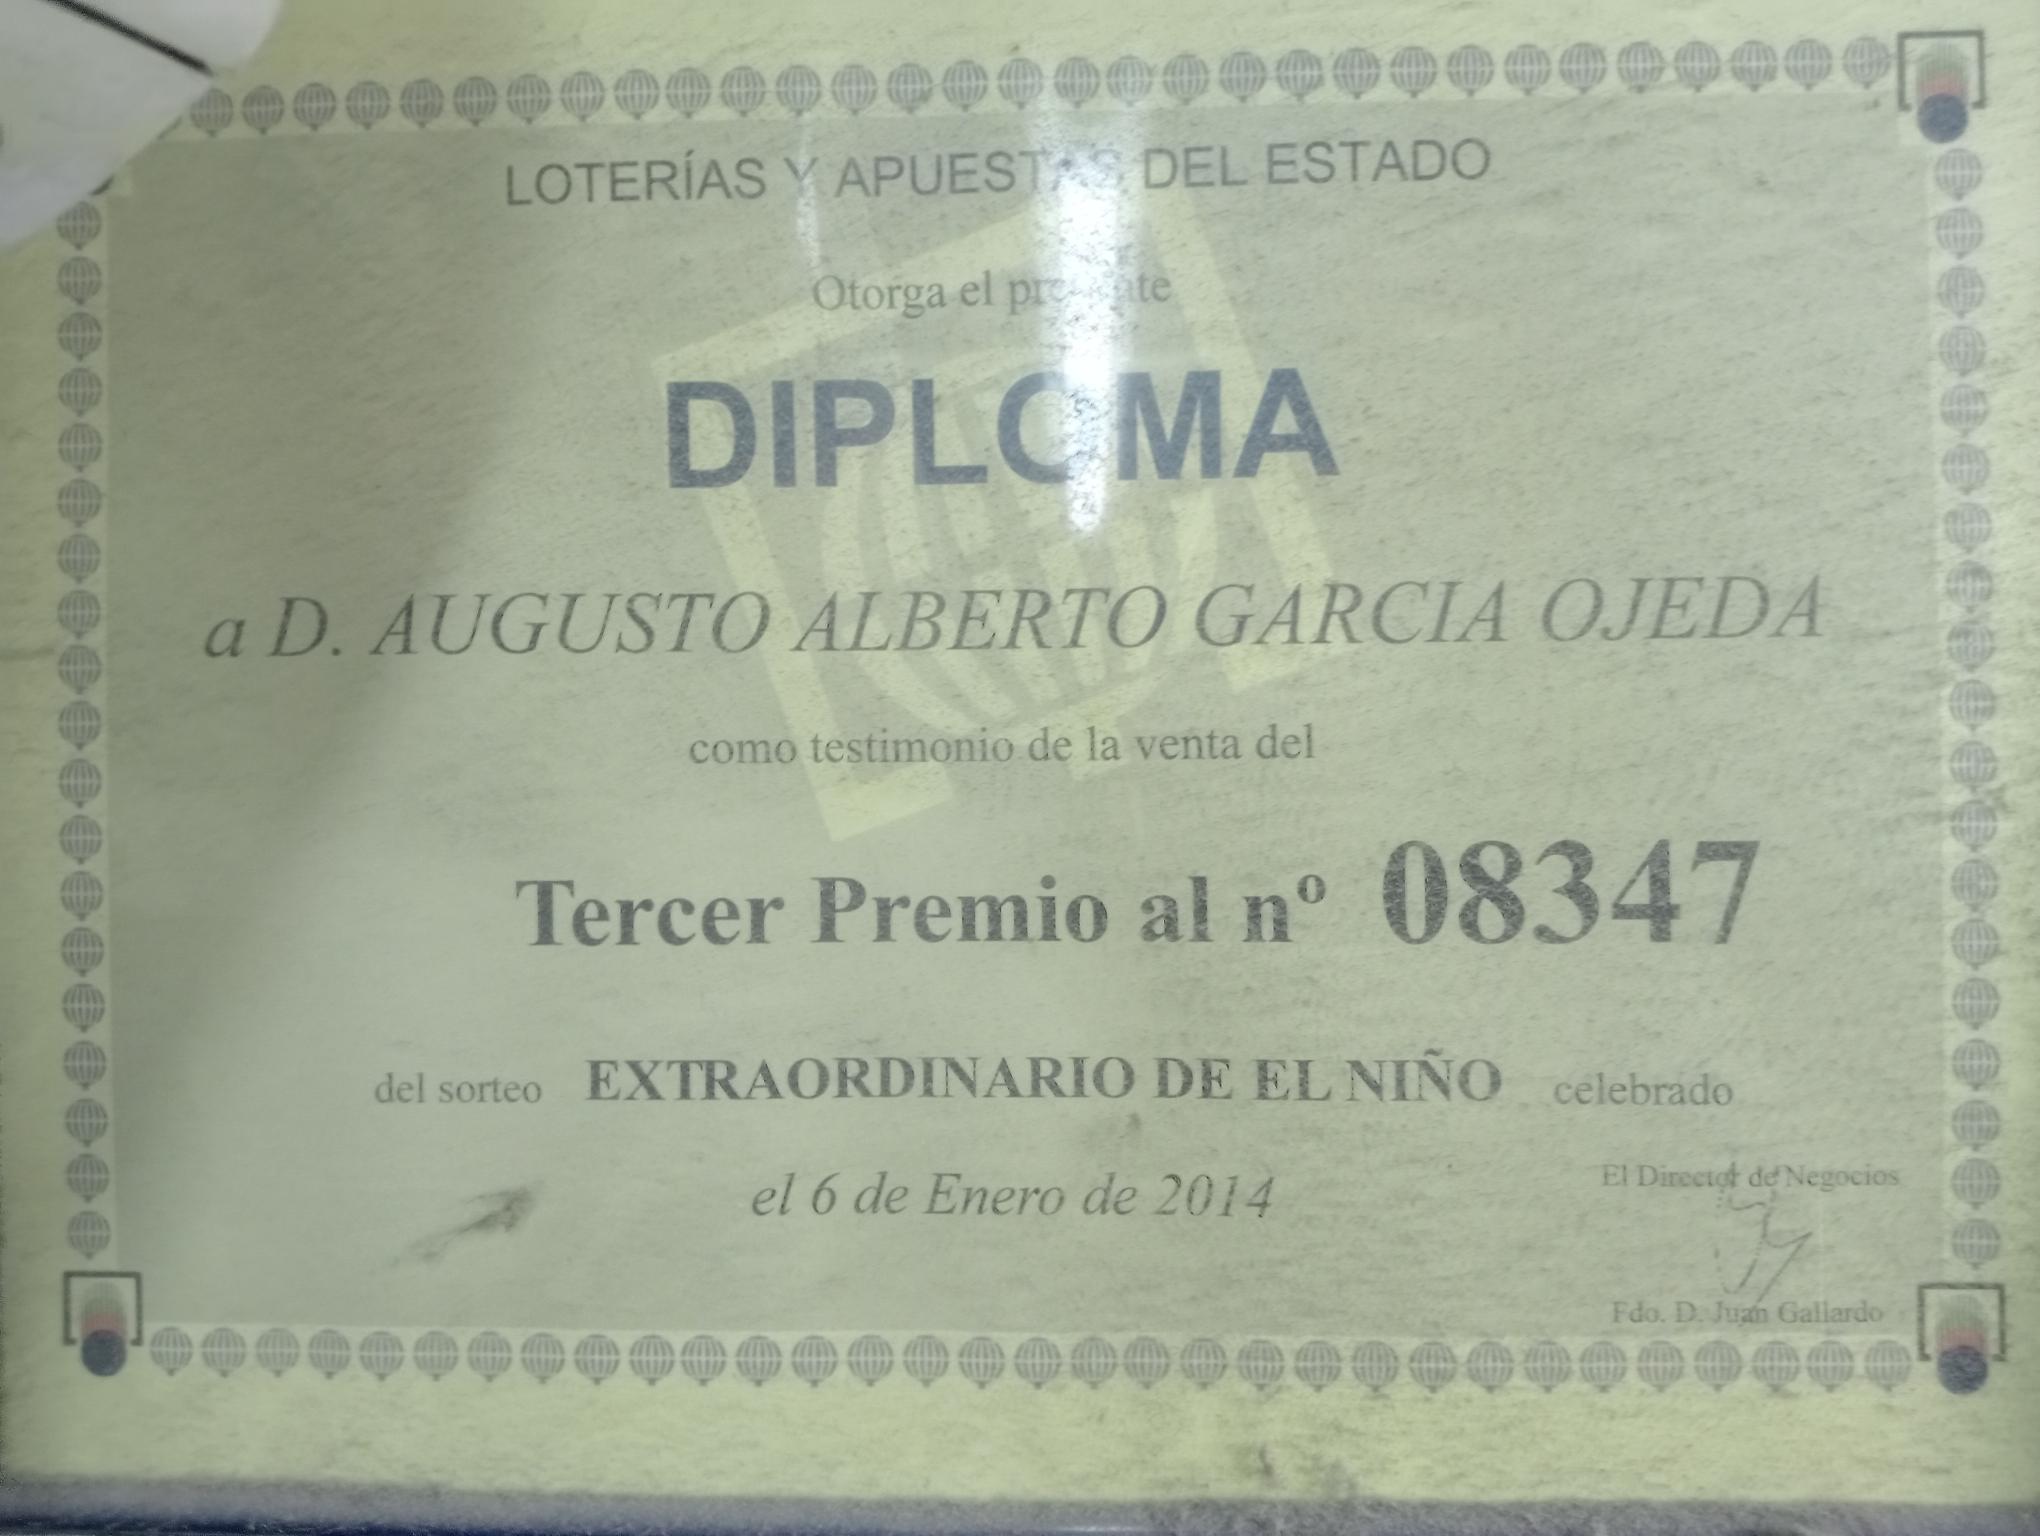 LOTERÍAS Y APUESTAS DEL ESTADO
Otorga el presente
DIPLOMA
a D. AUGUSTO ALBERTO GARCIA OJEDA
como testimonio de la venta del
Tercer Premio al nº 08347
del sorteo EXTRAORDINARIO DE EL NIÑO celebrado
el 6 de Enero de 2014
El Director de Negocios
Fdo. D. Juan Gallardo